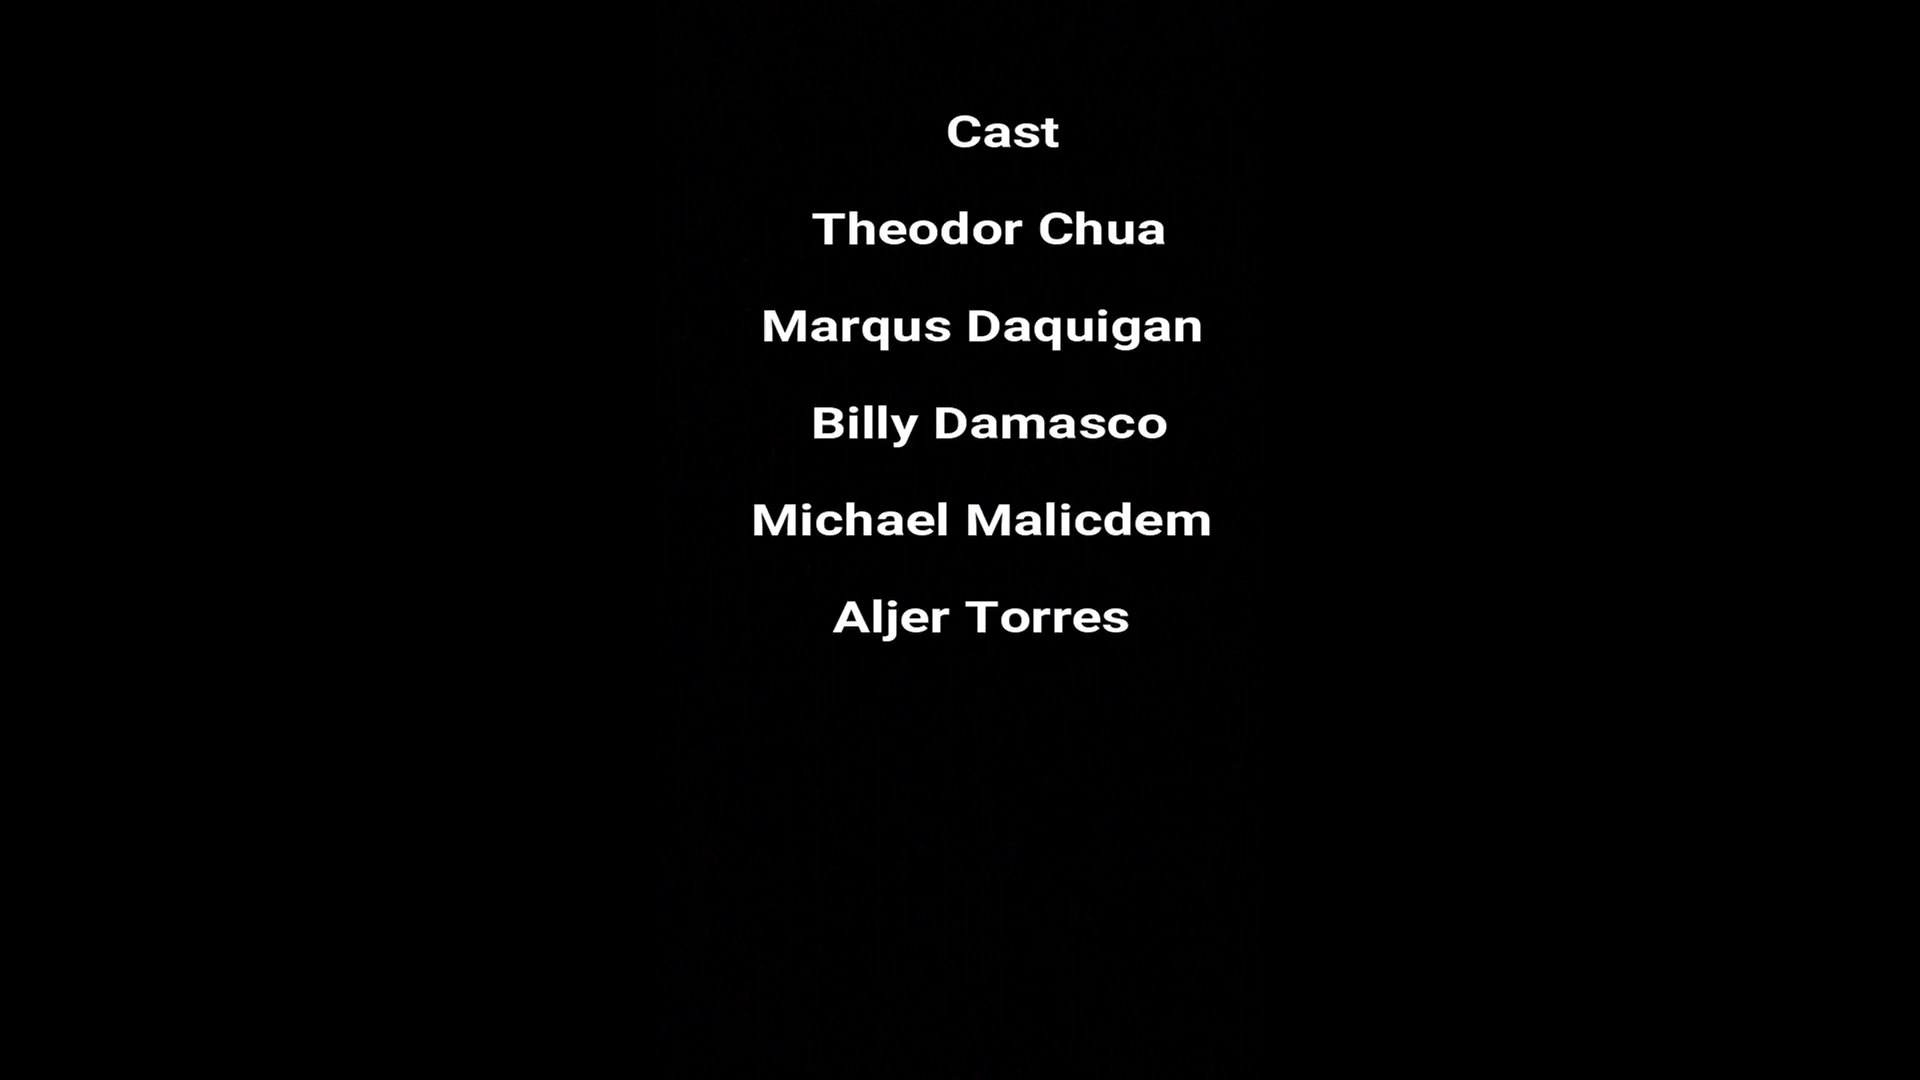 Cast
Theodor Chua
Marqus Daquigan
Billy Damasco
Michael Malicdem
Aljer Torres